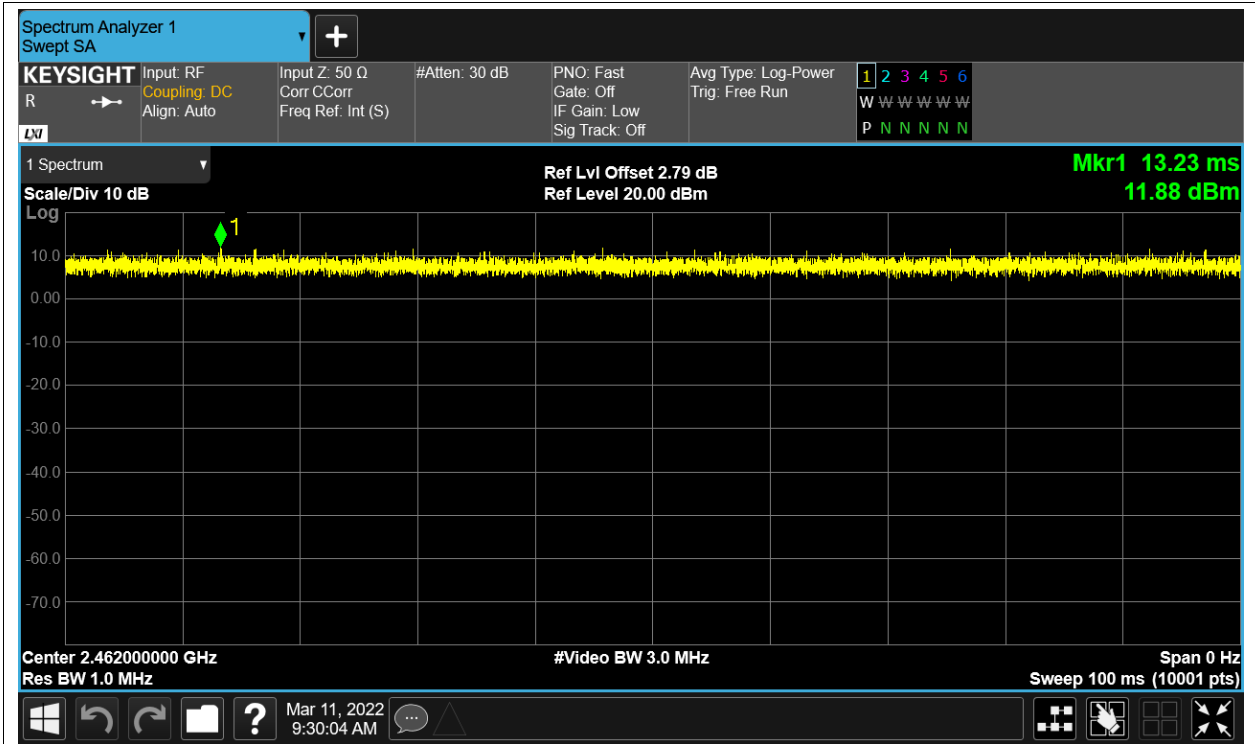 Spectrum Analyzer 1
Swept SA
KEYSIGHT
R
LXI
Input: RF
Coupling: DC
Align: Auto
Input Z: 50 Ω
Corr CCorr
Freq Ref: Int (S)
#Atten: 30 dB
PNO: Fast
Gate: Off
IF Gain: Low
Sig Track: Off
Avg Type: Log-Power
Trig: Free Run
1 2 3 4 5 6
W W W W W W
P N N N N N
1 Spectrum
Scale/Div 10 dB
Log
Ref Lvl Offset 2.79 dB
Ref Level 20.00 dBm
Mkr1 13.23 ms
11.88 dBm
1
10.0
0.00
-10.0
-20.0
-30.0
-40.0
-50.0
-60.0
-70.0
Center 2.462000000 GHz
Res BW 1.0 MHz
#Video BW 3.0 MHz
Span 0 Hz
Sweep 100 ms (10001 pts)
?
Mar 11, 2022
9:30:04 AM